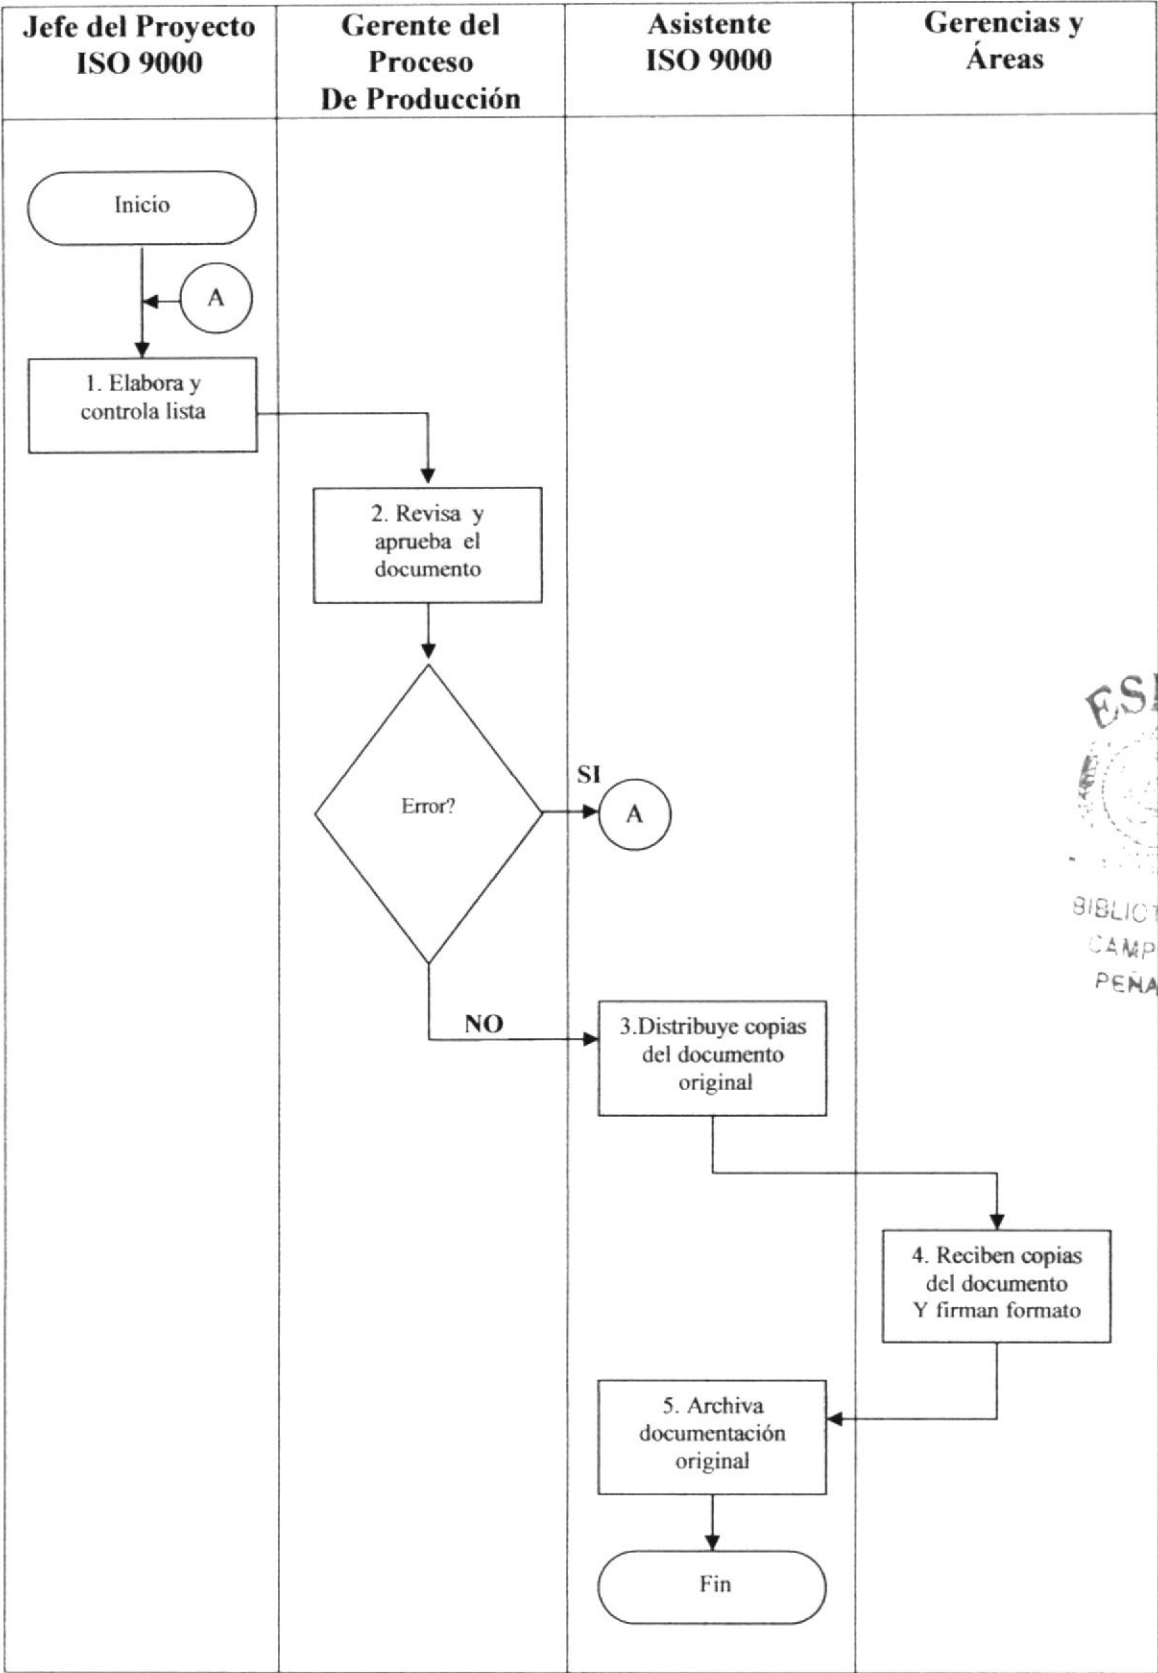 Jefe del Proyecto
ISO 9000
Gerente del
Proceso
De Producción
Asistente
ISO 9000
Gerencias y
Áreas
Inicio
A
1. Elabora y
controla lista
2. Revisa y
aprueba el
documento
Error?
SI
A
NO
3.Distribuye copias
del documento
original
4. Reciben copias
del documento
Y firman formato
5. Archiva
documentación
original
Fin